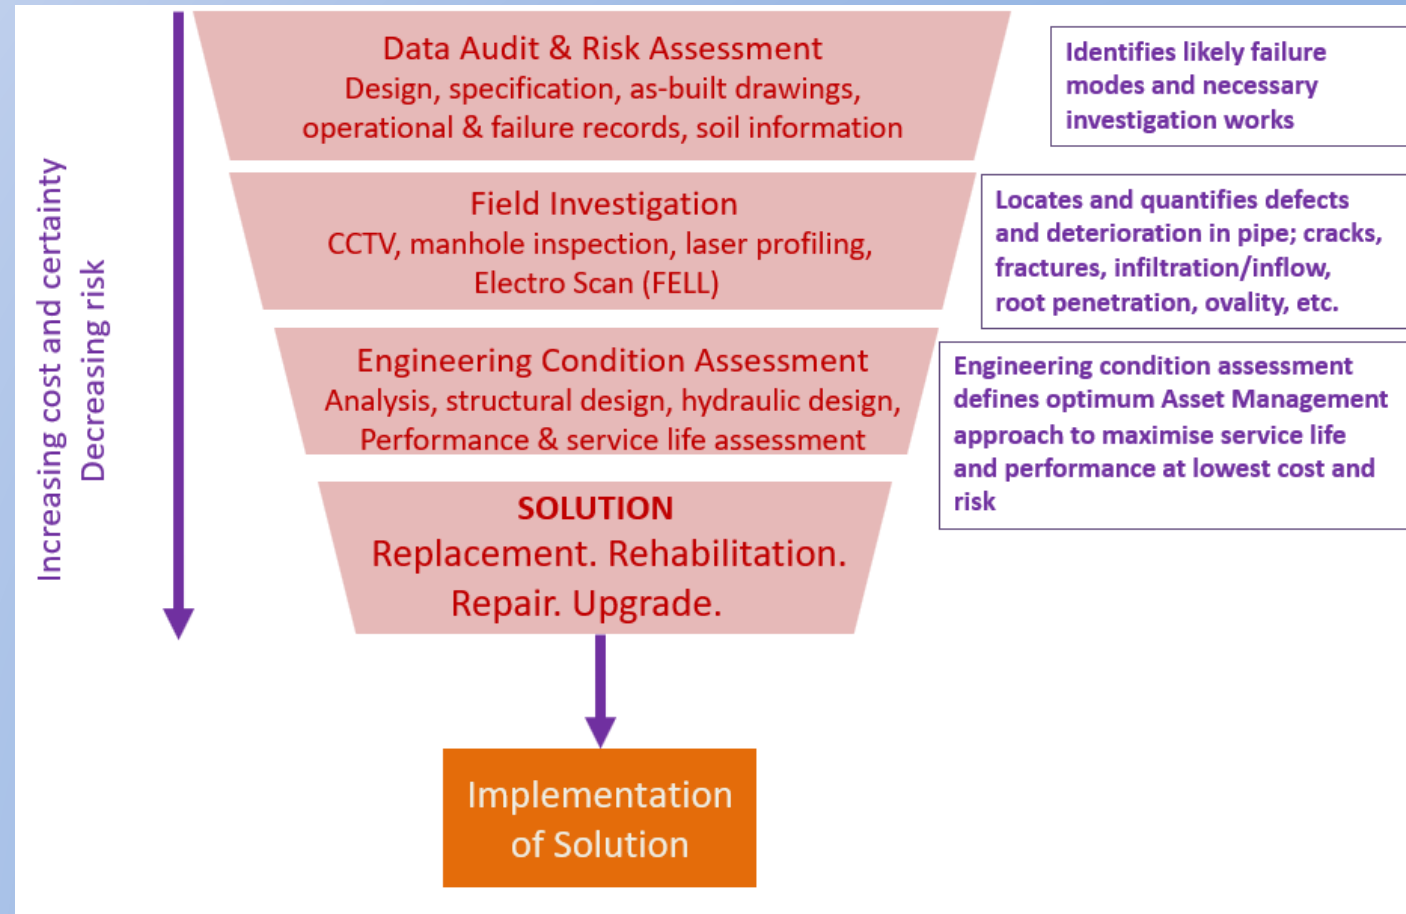 Increasing cost and certainty
Decreasing risk
Data Audit & Risk Assessment
Design, specification, as-built drawings,
operational & failure records, soil information
Identifies likely failure
modes and necessary
investigation works
Field Investigation
CCTV, manhole inspection, laser profiling,
Electro Scan (FELL)
Locates and quantifies defects
and deterioration in pipe; cracks,
fractures, infiltration/inflow,
root penetration, ovality, etc.
Engineering Condition Assessment
Analysis, structural design, hydraulic design,
Performance & service life assessment
Engineering condition assessment
defines optimum Asset Management
approach to maximise service life
and performance at lowest cost and
risk
SOLUTION
Replacement. Rehabilitation.
Repair. Upgrade.
Implementation
of Solution